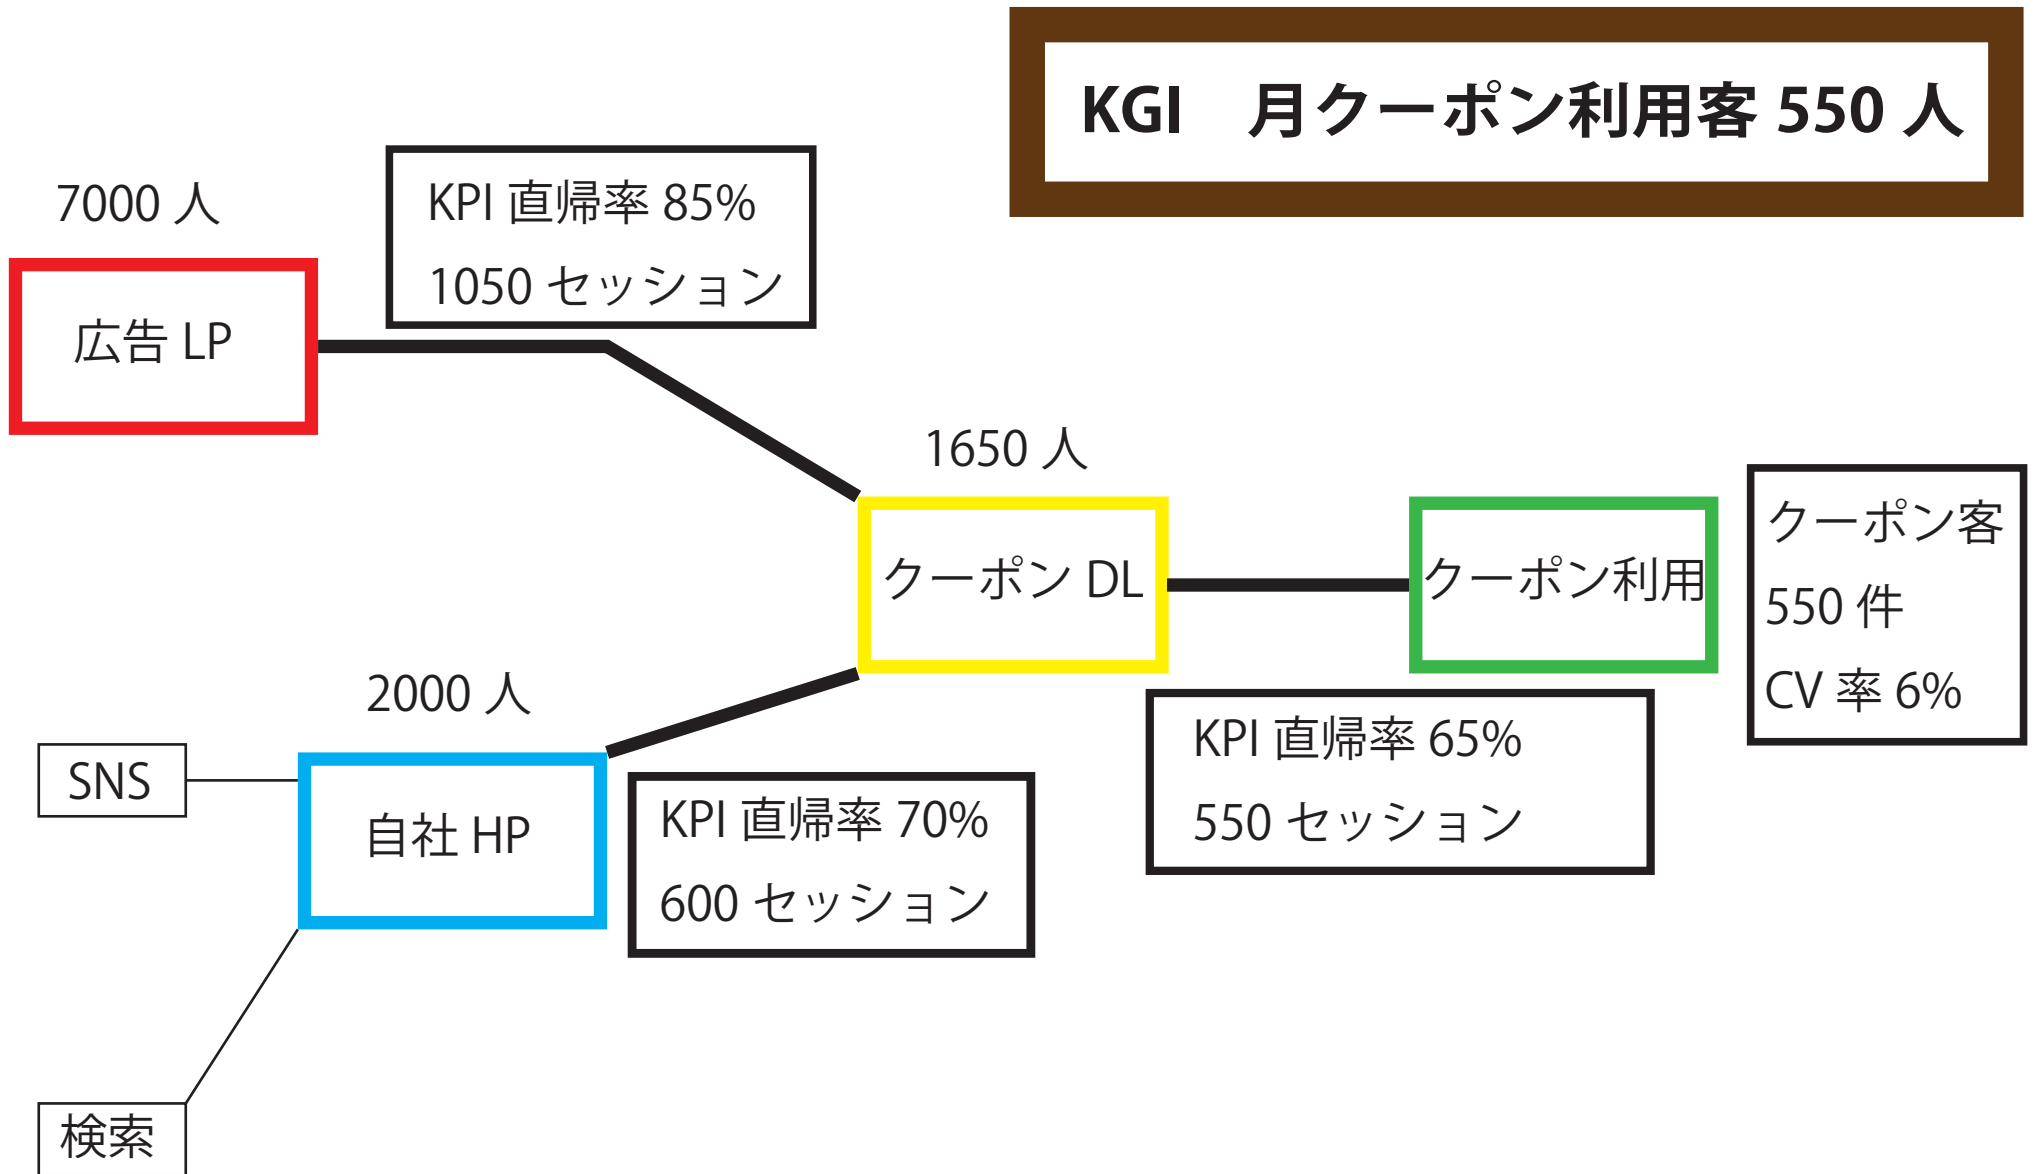 KGI　月クーポン利用客 550 人
7000 人
KPI 直帰率 85%
1050 セッション
広告 LP
1650 人
クーポン DL
クーポン利用
クーポン客
550 件
CV 率 6%
KPI 直帰率 65%
550 セッション
2000 人
SNS
自社 HP
KPI 直帰率 70%
600 セッション
検索